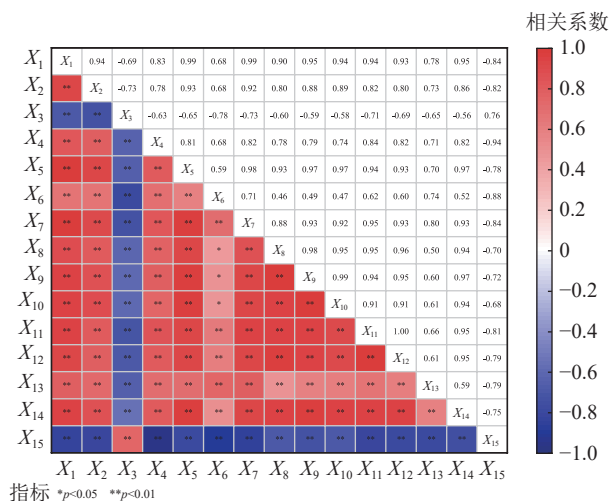 相关系数
X1 X1 0.94 -0.69 0.83 0.99 0.68 0.99 0.90 0.95 0.94 0.94 0.93 0.78 0.95 -0.84
X2 ** X2 -0.73 0.78 0.93 0.68 0.92 0.80 0.88 0.89 0.82 0.80 0.73 0.86 -0.82
X3 ** ** X3 -0.63 -0.65 -0.78 -0.73 -0.60 -0.59 -0.58 -0.71 -0.69 -0.65 -0.56 0.76
X4 ** ** ** X4 0.81 0.68 0.82 0.78 0.79 0.74 0.84 0.82 0.71 0.82 -0.94
X5 ** ** ** ** X5 0.59 0.98 0.93 0.97 0.97 0.94 0.93 0.70 0.97 -0.78
X6 ** ** ** ** ** X6 0.71 0.46 0.49 0.47 0.62 0.60 0.74 0.52 -0.88
X7 ** ** ** ** ** ** X7 0.88 0.93 0.92 0.95 0.93 0.80 0.93 -0.84
X8 ** ** ** ** ** * ** X8 0.98 0.95 0.95 0.96 0.50 0.94 -0.70
X9 ** ** ** ** ** ** ** ** X9 0.99 0.94 0.95 0.60 0.97 -0.72
X10 ** ** ** ** ** * ** ** ** X10 0.91 0.91 0.61 0.94 -0.68
X11 ** ** ** ** ** ** ** ** ** ** X11 1.00 0.66 0.95 -0.81
X12 ** ** ** ** ** ** ** ** ** ** ** X12 0.61 0.95 -0.79
X13 ** ** ** ** ** ** ** ** ** ** ** ** X13 0.59 -0.79
X14 ** ** ** ** ** ** ** ** ** ** ** ** ** X14 -0.75
X15 ** ** ** ** ** ** ** ** ** ** ** ** ** ** X15
X1 X2 X3 X4 X5 X6 X7 X8 X9 X10 X11 X12 X13 X14 X15
指标 *p<0.05 **p<0.01
1.0
0.8
0.6
0.4
0.2
0
−0.2
−0.4
−0.6
−0.8
−1.0